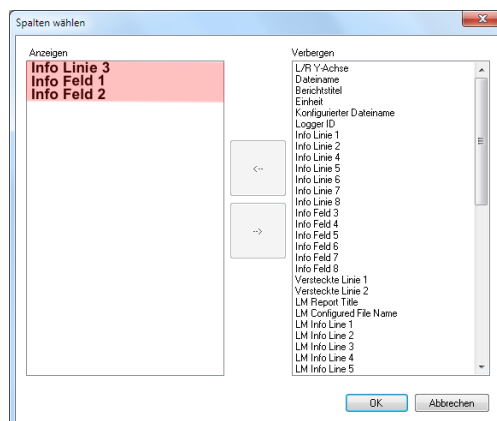 Spalten wählen
Anzeigen
Info Linie 3
Info Feld 1
Info Feld 2
<--
-->
Verbergen
L/R Y-Achse
Dateiname
Berichtstitel
Einheit
Konfigurierter Dateiname
Logger ID
Info Linie 1
Info Linie 2
Info Linie 4
Info Linie 5
Info Linie 6
Info Linie 7
Info Linie 8
Info Feld 3
Info Feld 4
Info Feld 5
Info Feld 6
Info Feld 7
Info Feld 8
Versteckte Linie 1
Versteckte Linie 2
LM Report Title
LM Configured File Name
LM Info Line 1
LM Info Line 2
LM Info Line 3
LM Info Line 4
LM Info Line 5
OK
Abbrechen